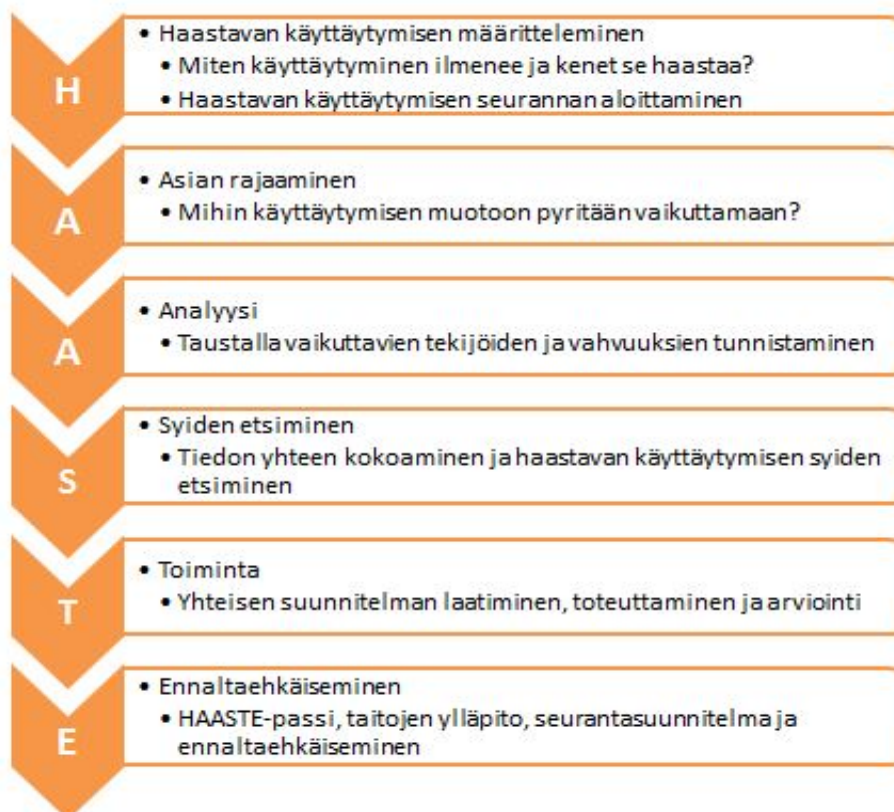 H
• Haastavan käyttäytymisen määritteleminen
• Miten käyttäytyminen ilmenee ja kenet se haastaa?
• Haastavan käyttäytymisen seurannan aloittaminen
A
• Asian rajaaminen
• Mihin käyttäytymisen muotoon pyritään vaikuttamaan?
A
• Analyysi
• Taustalla vaikuttavien tekijöiden ja vahvuuksien tunnistaminen
S
• Syiden etsiminen
• Tiedon yhteen kokoaminen ja haastavan käyttäytymisen syiden
etsiminen
T
• Toiminta
• Yhteisen suunnitelman laatiminen, toteuttaminen ja arviointi
E
• Ennaltaehkäiseminen
• HAASTE-passi, taitojen ylläpito, seurantasuunnitelma ja
ennaltaehkäiseminen